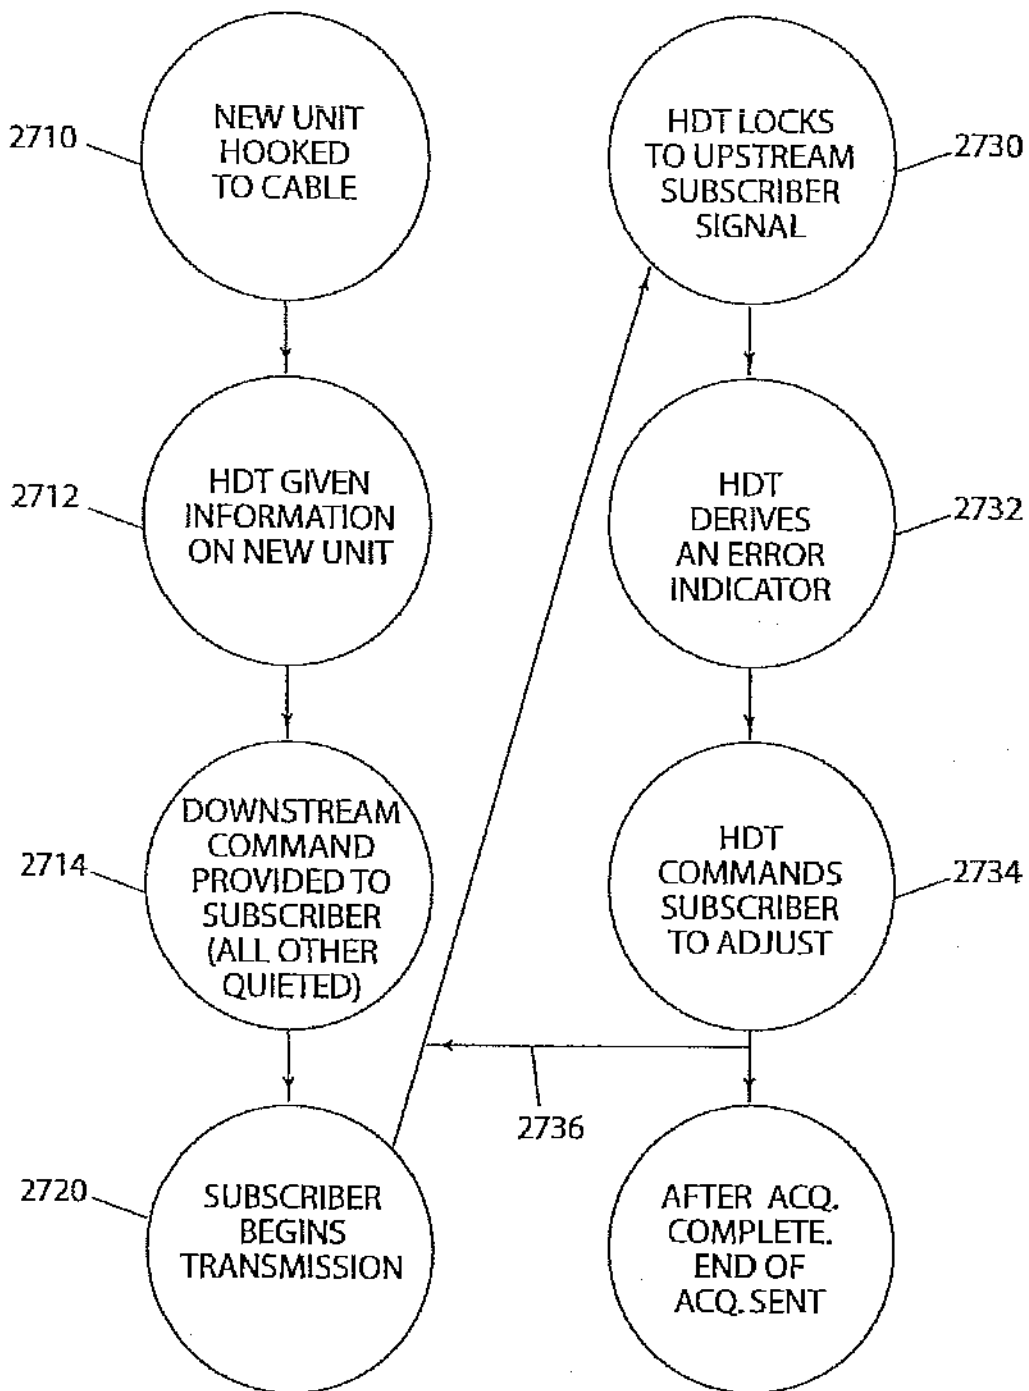 2710
NEW UNIT
HOOKED
TO CABLE
2712
HDT GIVEN
INFORMATION
ON NEW UNIT
2714
DOWNSTREAM
COMMAND
PROVIDED TO
SUBSCRIBER
(ALL OTHER
QUIETED)
2720
SUBSCRIBER
BEGINS
TRANSMISSION
HDT LOCKS
TO UPSTREAM
SUBSCRIBER
SIGNAL
2730
HDT
DERIVES
AN ERROR
INDICATOR
2732
HDT
COMMANDS
SUBSCRIBER
TO ADJUST
2734
2736
AFTER ACQ.
COMPLETE.
END OF
ACQ. SENT